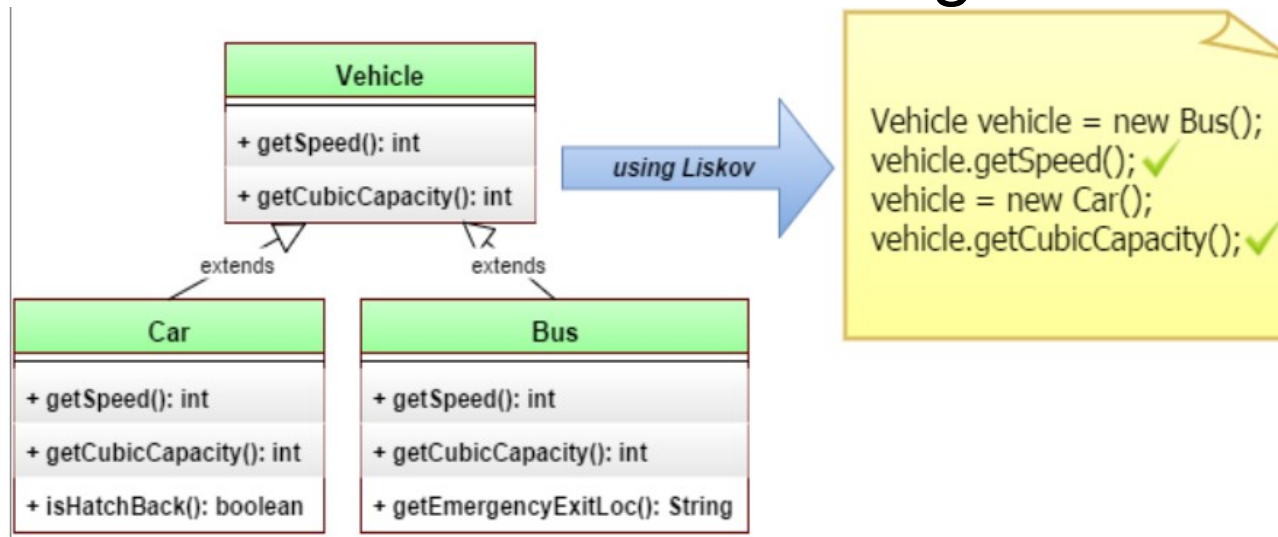 g
Vehicle
+ getSpeed(): int
+ getCubicCapacity(): int
extends
extends
Car
+ getSpeed(): int
+ getCubicCapacity(): int
+ isHatchBack(): boolean
Bus
+ getSpeed(): int
+ getCubicCapacity(): int
+ getEmergencyExitLoc(): String
using Liskov
Vehicle vehicle = new Bus();
vehicle.getSpeed();
vehicle = new Car();
vehicle.getCubicCapacity();